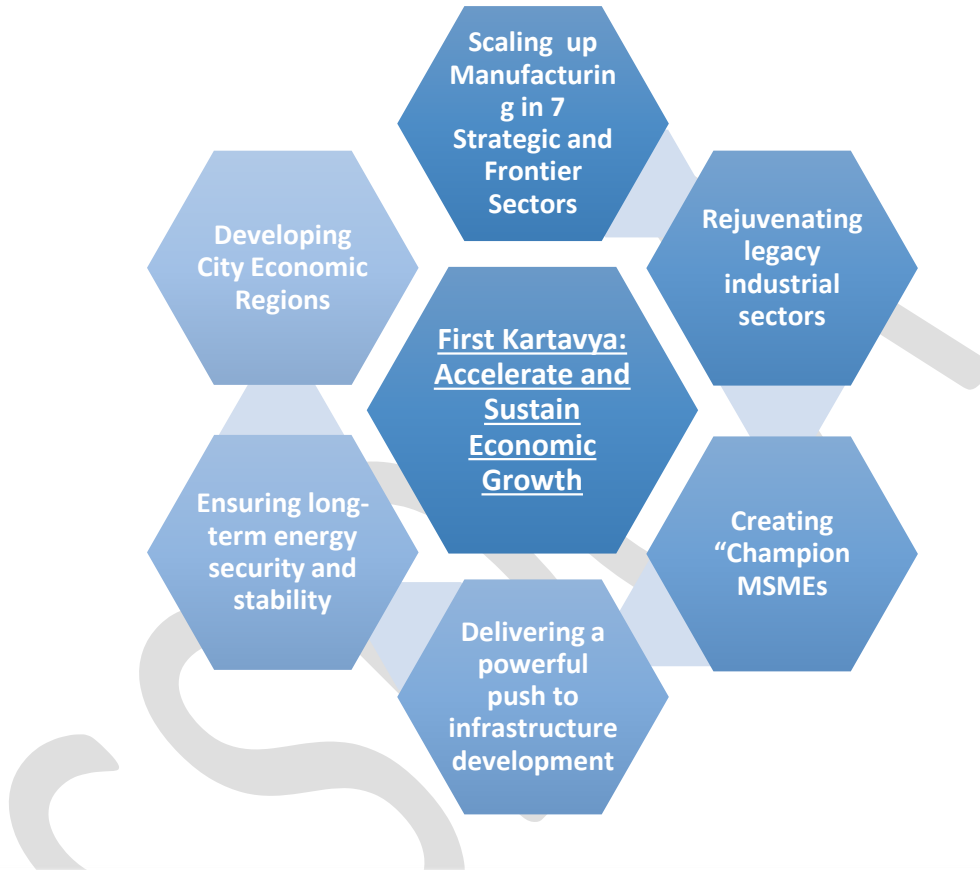 Scaling up
Manufacturin
g in 7
Strategic and
Frontier
Sectors
Rejuvenating
legacy
industrial
sectors
Creating
“Champion
MSMEs
Delivering a
powerful
push to
infrastructure
development
Ensuring long-
term energy
security and
stability
Developing
City Economic
Regions
First Kartavya:
Accelerate and
Sustain
Economic
Growth